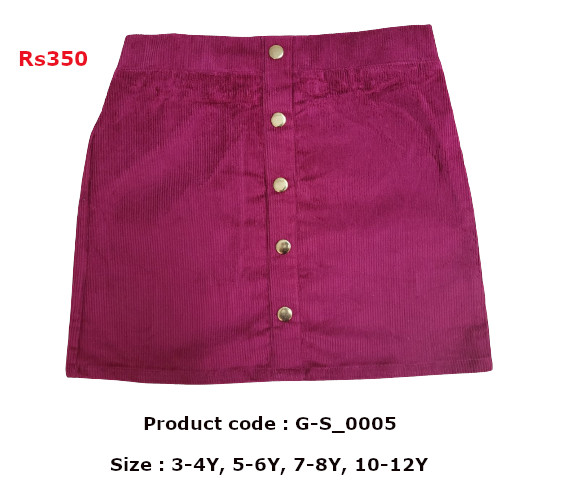 Rs350
Product code : G-S_0005
Size : 3-4Y, 5-6Y, 7-8Y, 10-12Y